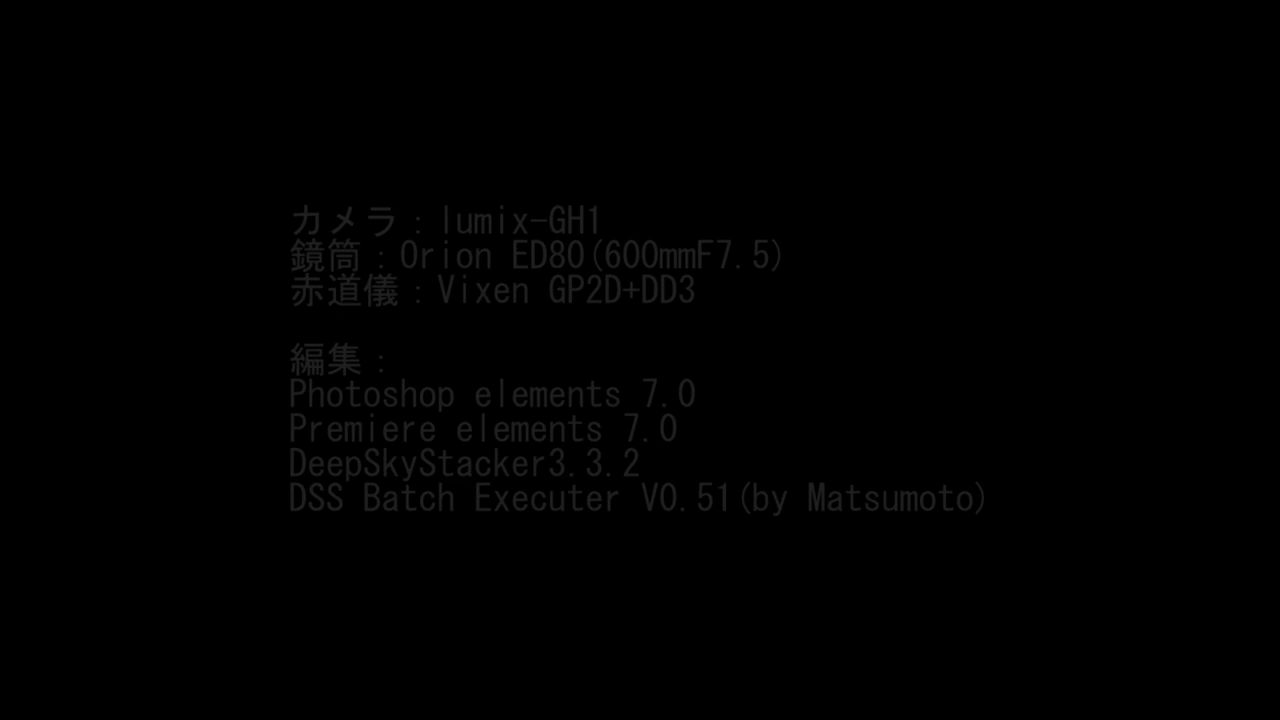 カメラ：lumix-GH1
鏡筒：Orion ED80(600mmF7.5)
赤道儀：Vixen GP2D+DD3
編集：
Photoshop elements 7.0
Premiere elements 7.0
DeepSkyStacker3.3.2
DSS Batch Executer V0.51(by Matsumoto)